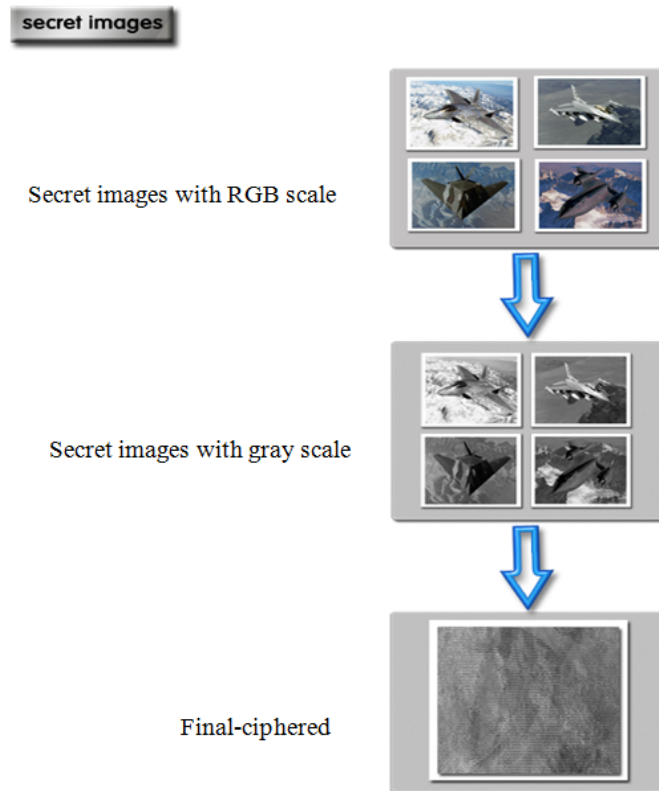 secret images
Secret images with RGB scale
Secret images with gray scale
Final-ciphered